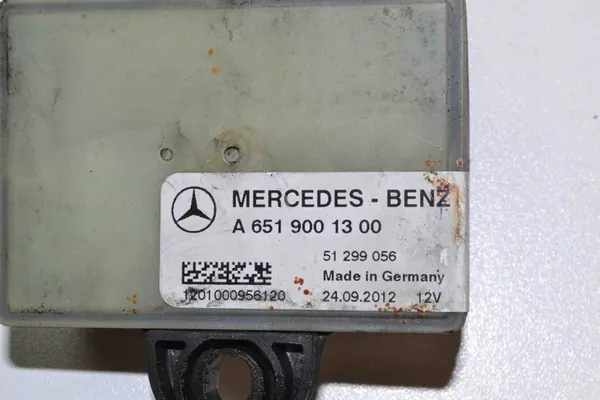 MERCEDES - BENZ
A 651 900 13 00
51 299 056
Made in Germany
1201000956120
24.09.2012 12V